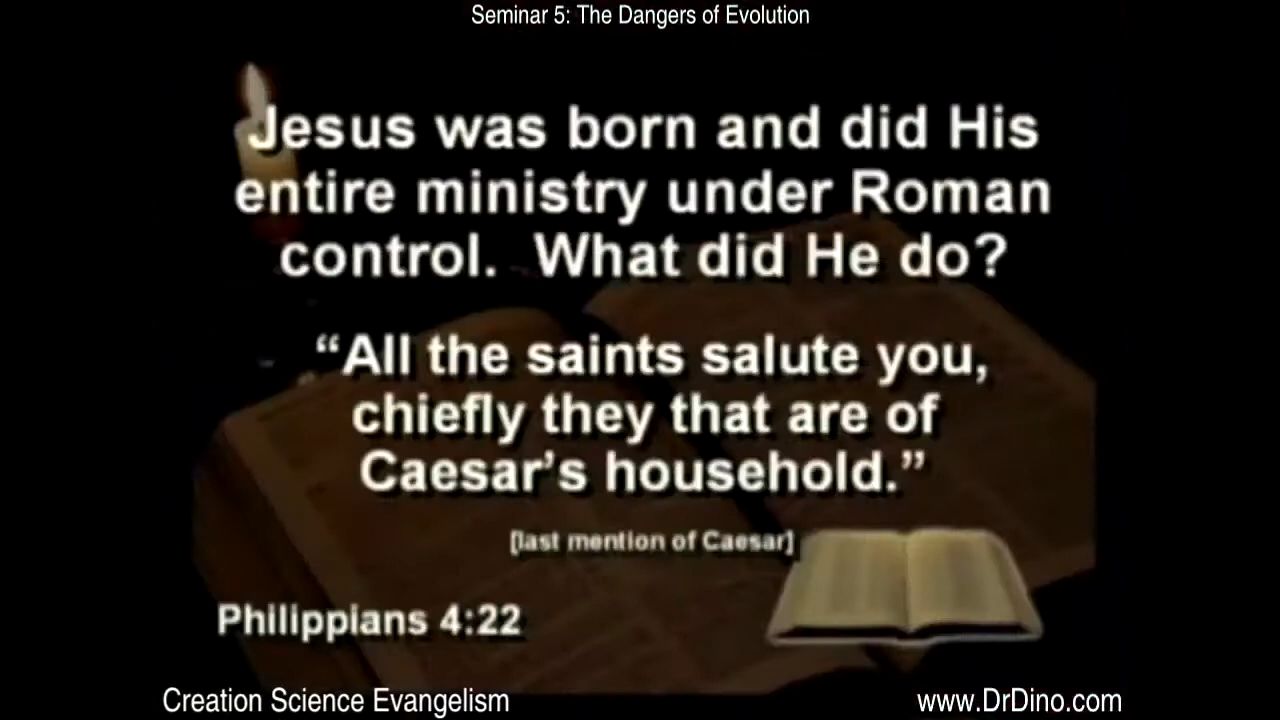 Seminar 5: The Dangers of Evolution
Jesus was born and did His
entire ministry under Roman
control. What did He do?
“All the saints salute you,
chiefly they that are of
Caesar’s household.”
[last mention of Caesar]
Philippians 4:22
Creation Science Evangelism
www.DrDino.com